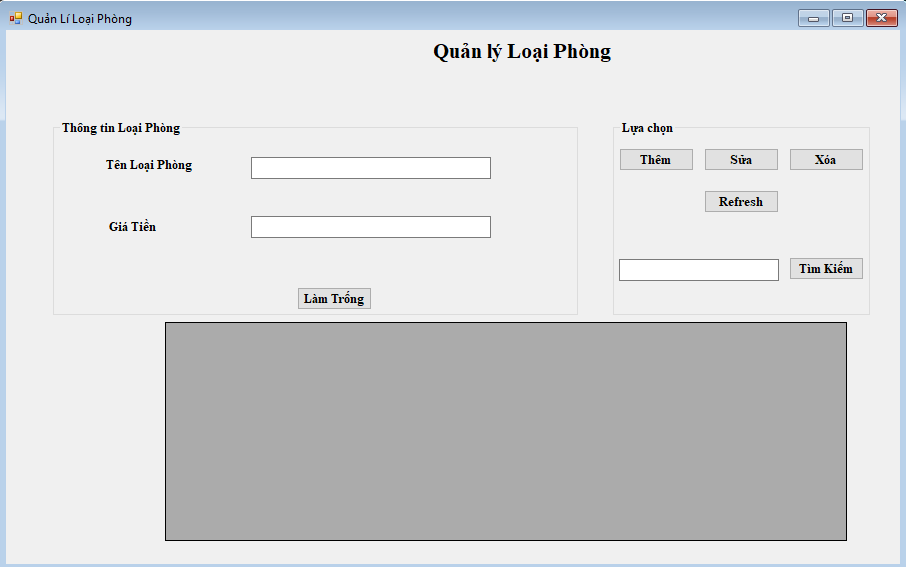 Quản Lí Loại Phòng
Quản lý Loại Phòng
Thông tin Loại Phòng
Tên Loại Phòng
Giá Tiền
Làm Trống
Lựa chọn
Thêm Sửa Xóa
Refresh
Tìm Kiếm